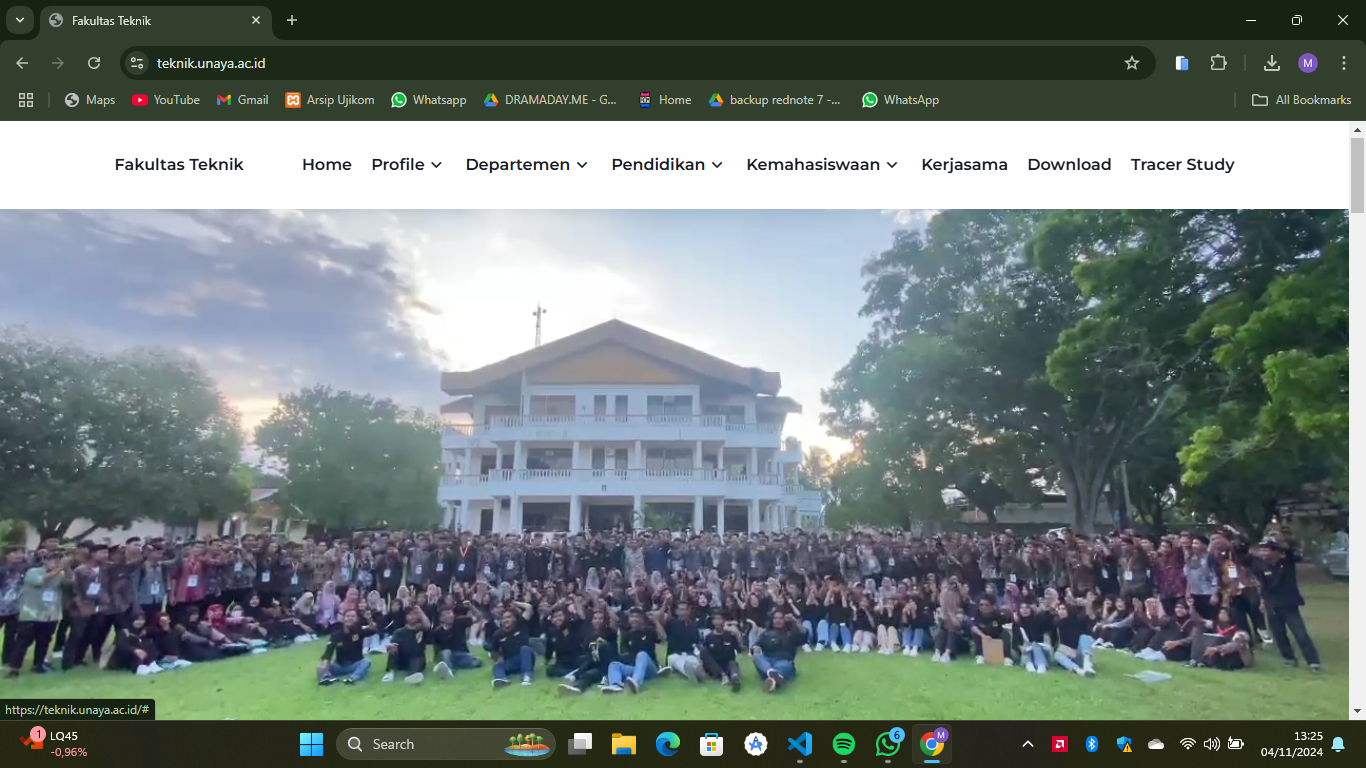 Fakultas Teknik
teknik.unaya.ac.id
M
Maps
YouTube
Gmail
Arsip Ujikom
Whatsapp
DRAMADAY.ME - G...
Home
backup rednote 7 -...
WhatsApp
All Bookmarks
Fakultas Teknik
Home
Profile
Departemen
Pendidikan
Kemahasiswaan
Kerjasama
Download
Tracer Study
https://teknik.unaya.ac.id/#
1
LQ45
-0,96%
Search
6
M
13:25
04/11/2024